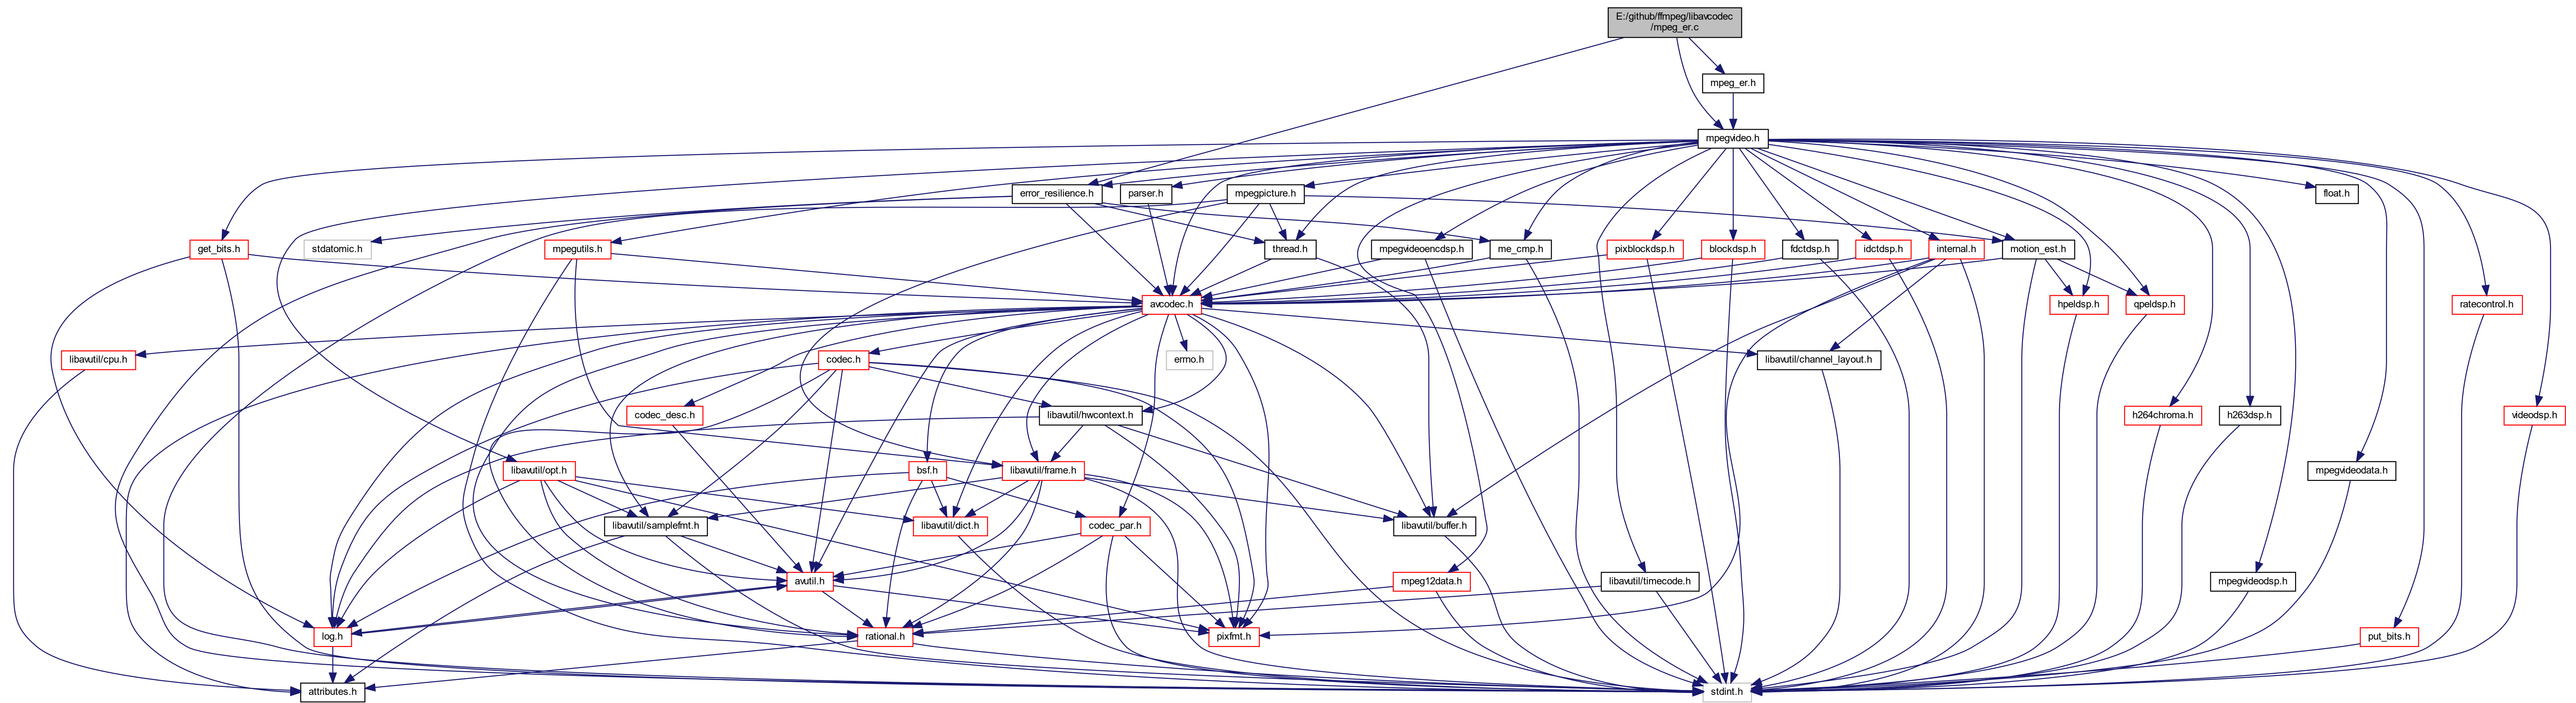 E:/github/ffmpeg/libavcodec
/mpeg_er.c
mpeg_er.h
mpegvideo.h
error_resilience.h
parser.h
mpegpicture.h
float.h
get_bits.h
stdatomic.h
mpegutils.h
thread.h
mpegvideoencdsp.h
me_cmp.h
pixblockdsp.h
blockdsp.h
fdctdsp.h
idctdsp.h
internal.h
motion_est.h
avcodec.h
hpeldsp.h
qpeldsp.h
ratecontrol.h
libavutil/cpu.h
codec.h
errno.h
libavutil/channel_layout.h
codec_desc.h
libavutil/hwcontext.h
h264chroma.h
h263dsp.h
videodsp.h
libavutil/opt.h
bsf.h
libavutil/frame.h
mpegvideodata.h
libavutil/samplefmt.h
libavutil/dict.h
codec_par.h
libavutil/buffer.h
avutil.h
mpeg12data.h
libavutil/timecode.h
mpegvideodsp.h
log.h
rational.h
pixfmt.h
put_bits.h
attributes.h
stdint.h